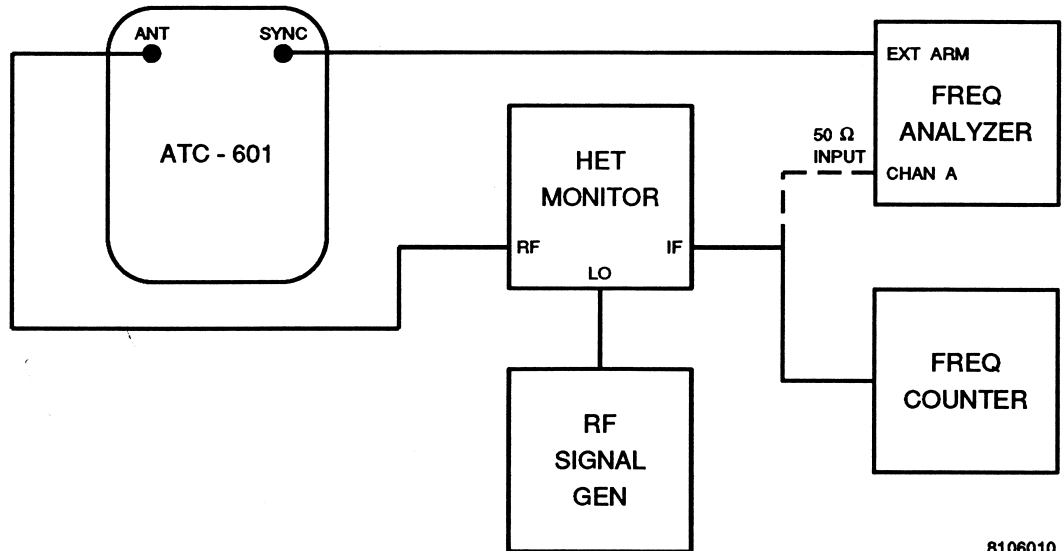 ANT
SYNC
ATC - 601
EXT ARM
FREQ
ANALYZER
CHAN A
50 Ω
INPUT
HET
MONITOR
RF
IF
LO
RF
SIGNAL
GEN
FREQ
COUNTER
8106010